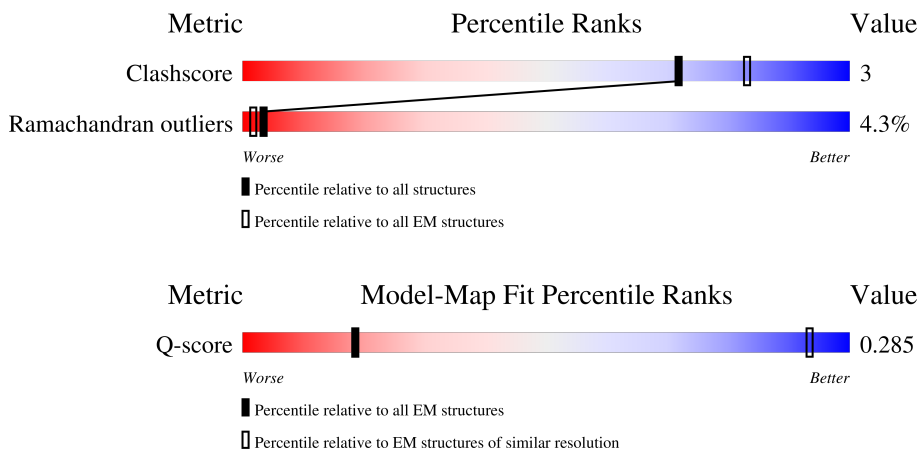 Metric Percentile Ranks Value
Clashscore 3
Ramachandran outliers 4.3%
Worse Better
Percentile relative to all structures
Percentile relative to all EM structures
Metric Model-Map Fit Percentile Ranks Value
Q-score 0.285
Worse Better
Percentile relative to all EM structures
Percentile relative to EM structures of similar resolution